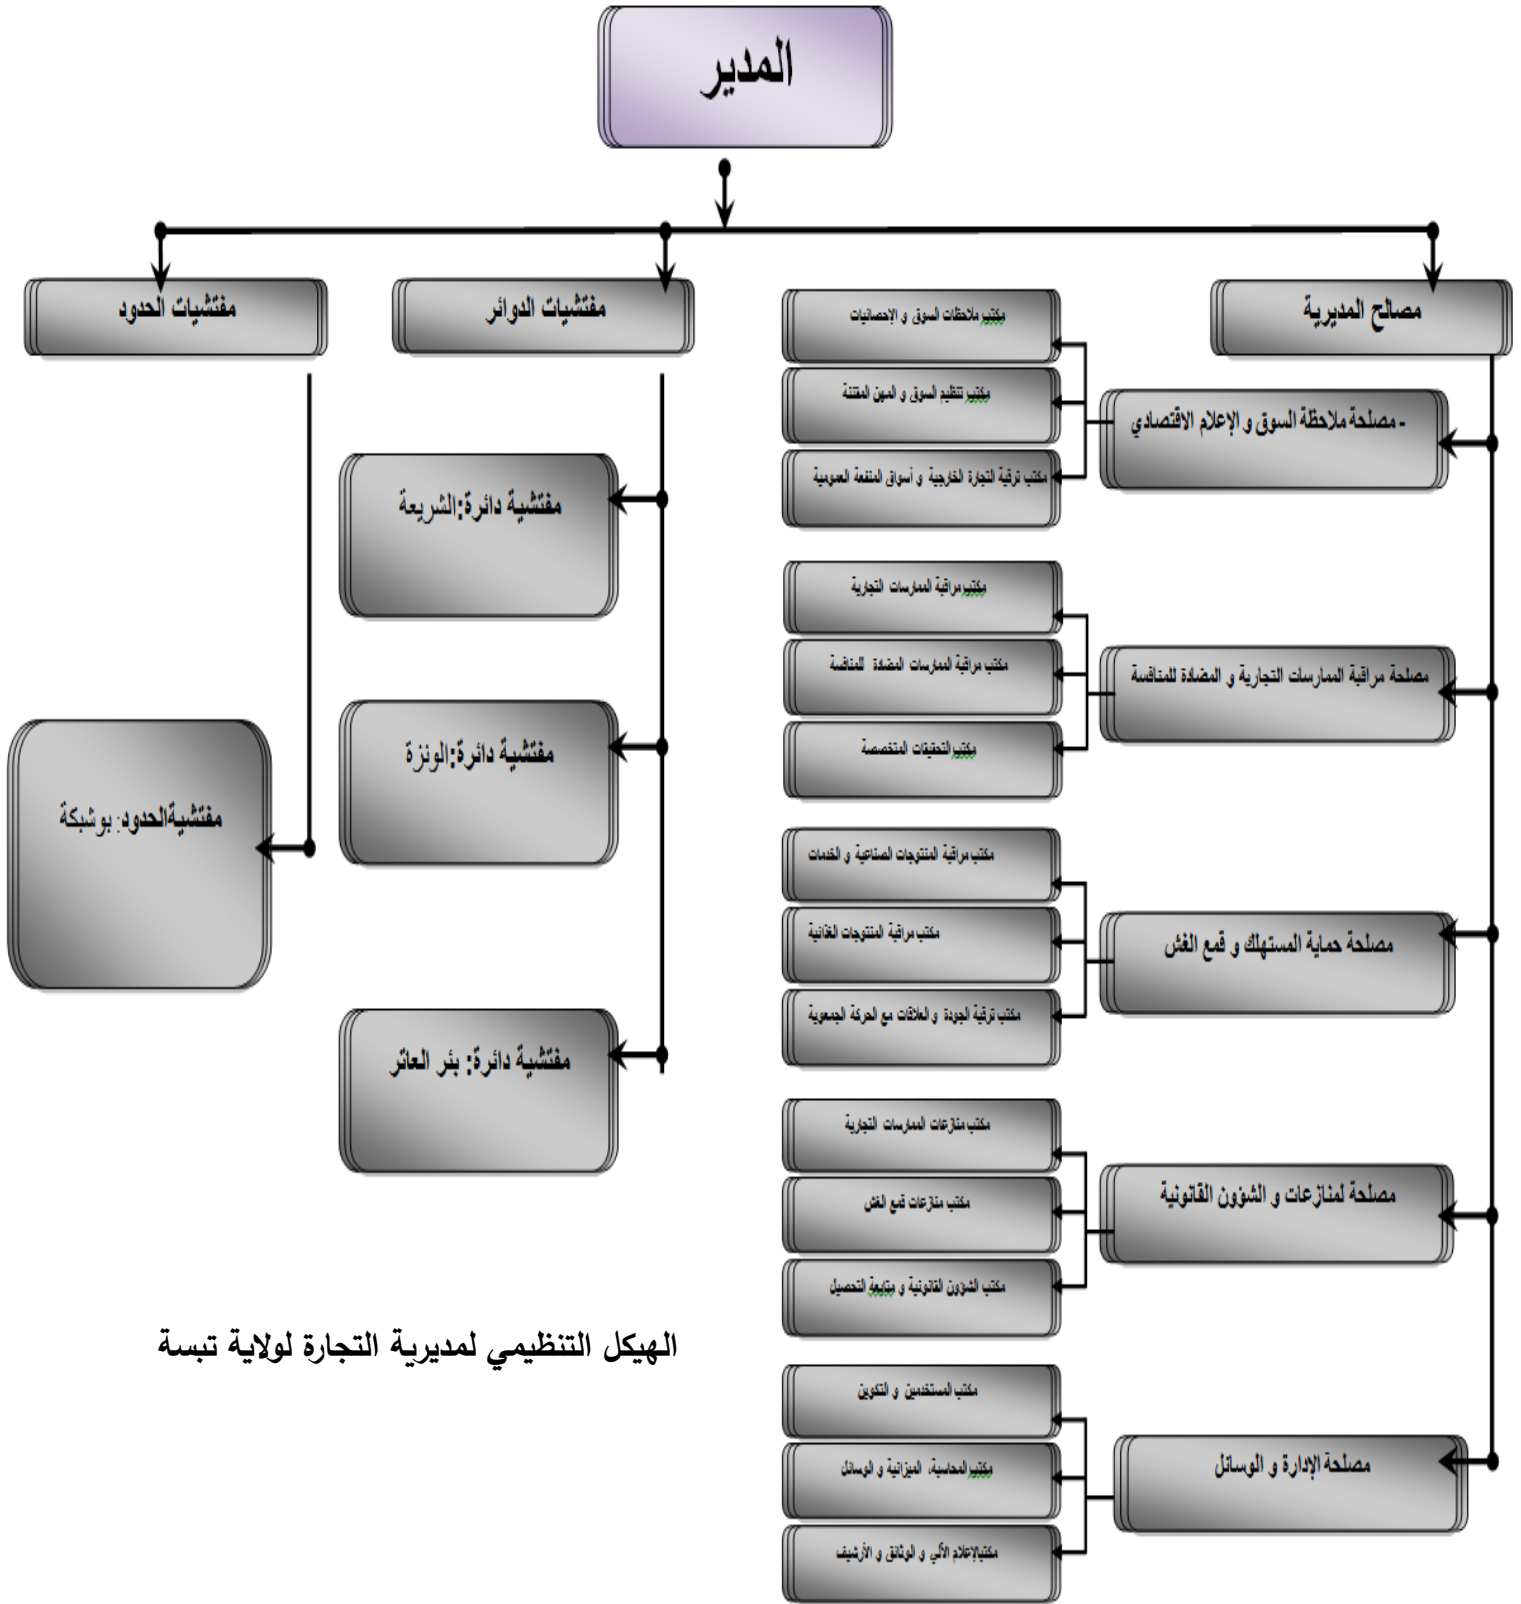 المدير
مصالح المديرية
مفتشيات الدوائر
مفتشيات الحدود
- مصلحة ملاحظة السوق و الإعلام الاقتصادي
مكتب ملاحظات السوق و الإحصائيات
مكتب تنظيم السوق و المهن المقننة
مكتب ترقية التجارة الخارجية و أسواق المنفعة العمومية
مصلحة مراقبة الممارسات التجارية و المضادة للمنافسة
مكتب مراقبة الممارسات التجارية
مكتب مراقبة الممارسات المضادة للمنافسة
مكتب التحقيقات المتخصصة
مصلحة حماية المستهلك و قمع الغش
مكتب مراقبة المنتوجات الصناعية و الخدمات
مكتب مراقبة المنتوجات الغذائية
مكتب ترقية الجودة و العلاقات مع الحركة الجمعوية
مصلحة لمنازعات و الشؤون القانونية
مكتب منازعات الممارسات التجارية
مكتب منازعات قمع الغش
مكتب الشؤون القانونية و متابعة التحصيل
مصلحة الإدارة و الوسائل
مكتب المستخدمين و التكوين
مكتب المحاسبة، الميزانية و الوسائل
مكتبالإعلام الآلي و الوثائق و الأرشيف
مفتشية دائرة:الشريعة
مفتشية دائرة:الونزة
مفتشية دائرة: بئر العاتر
مفتشيةالحدود: بوشبكة
الهيكل التنظيمي لمديرية التجارة لولاية تبسة